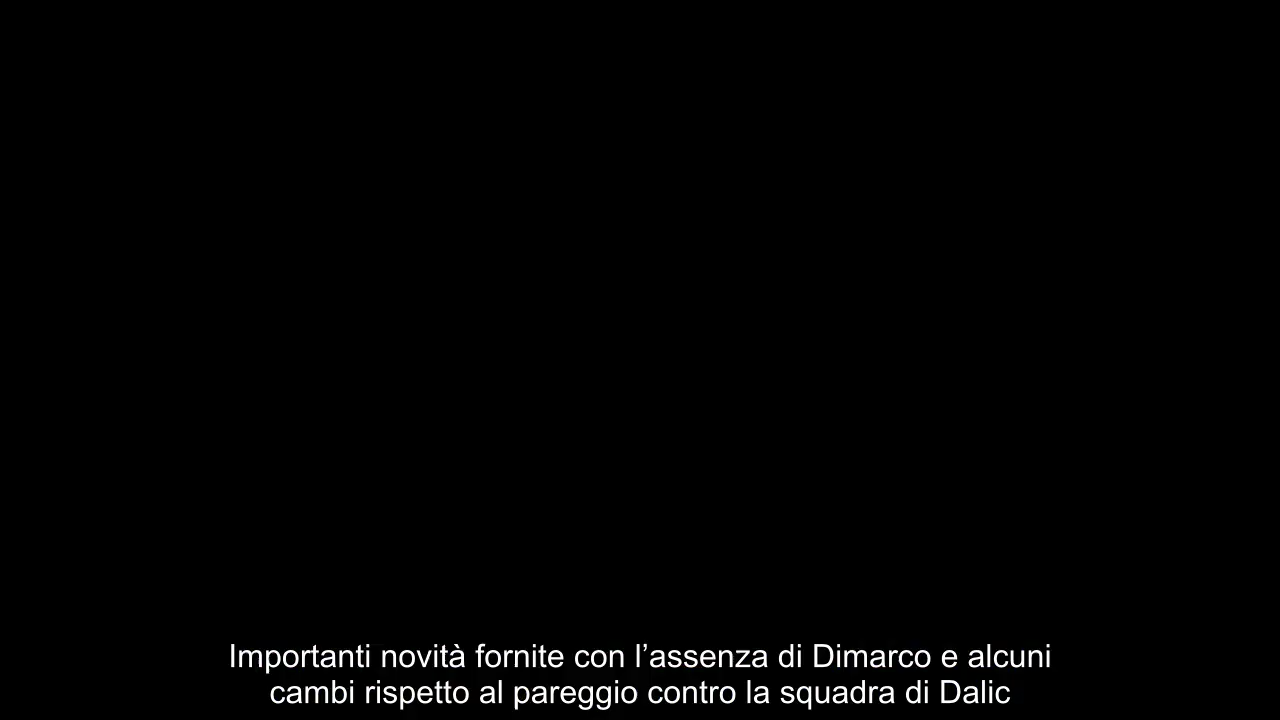 Importanti novità fornite con l’assenza di Dimarco e alcuni
cambi rispetto al pareggio contro la squadra di Dalic